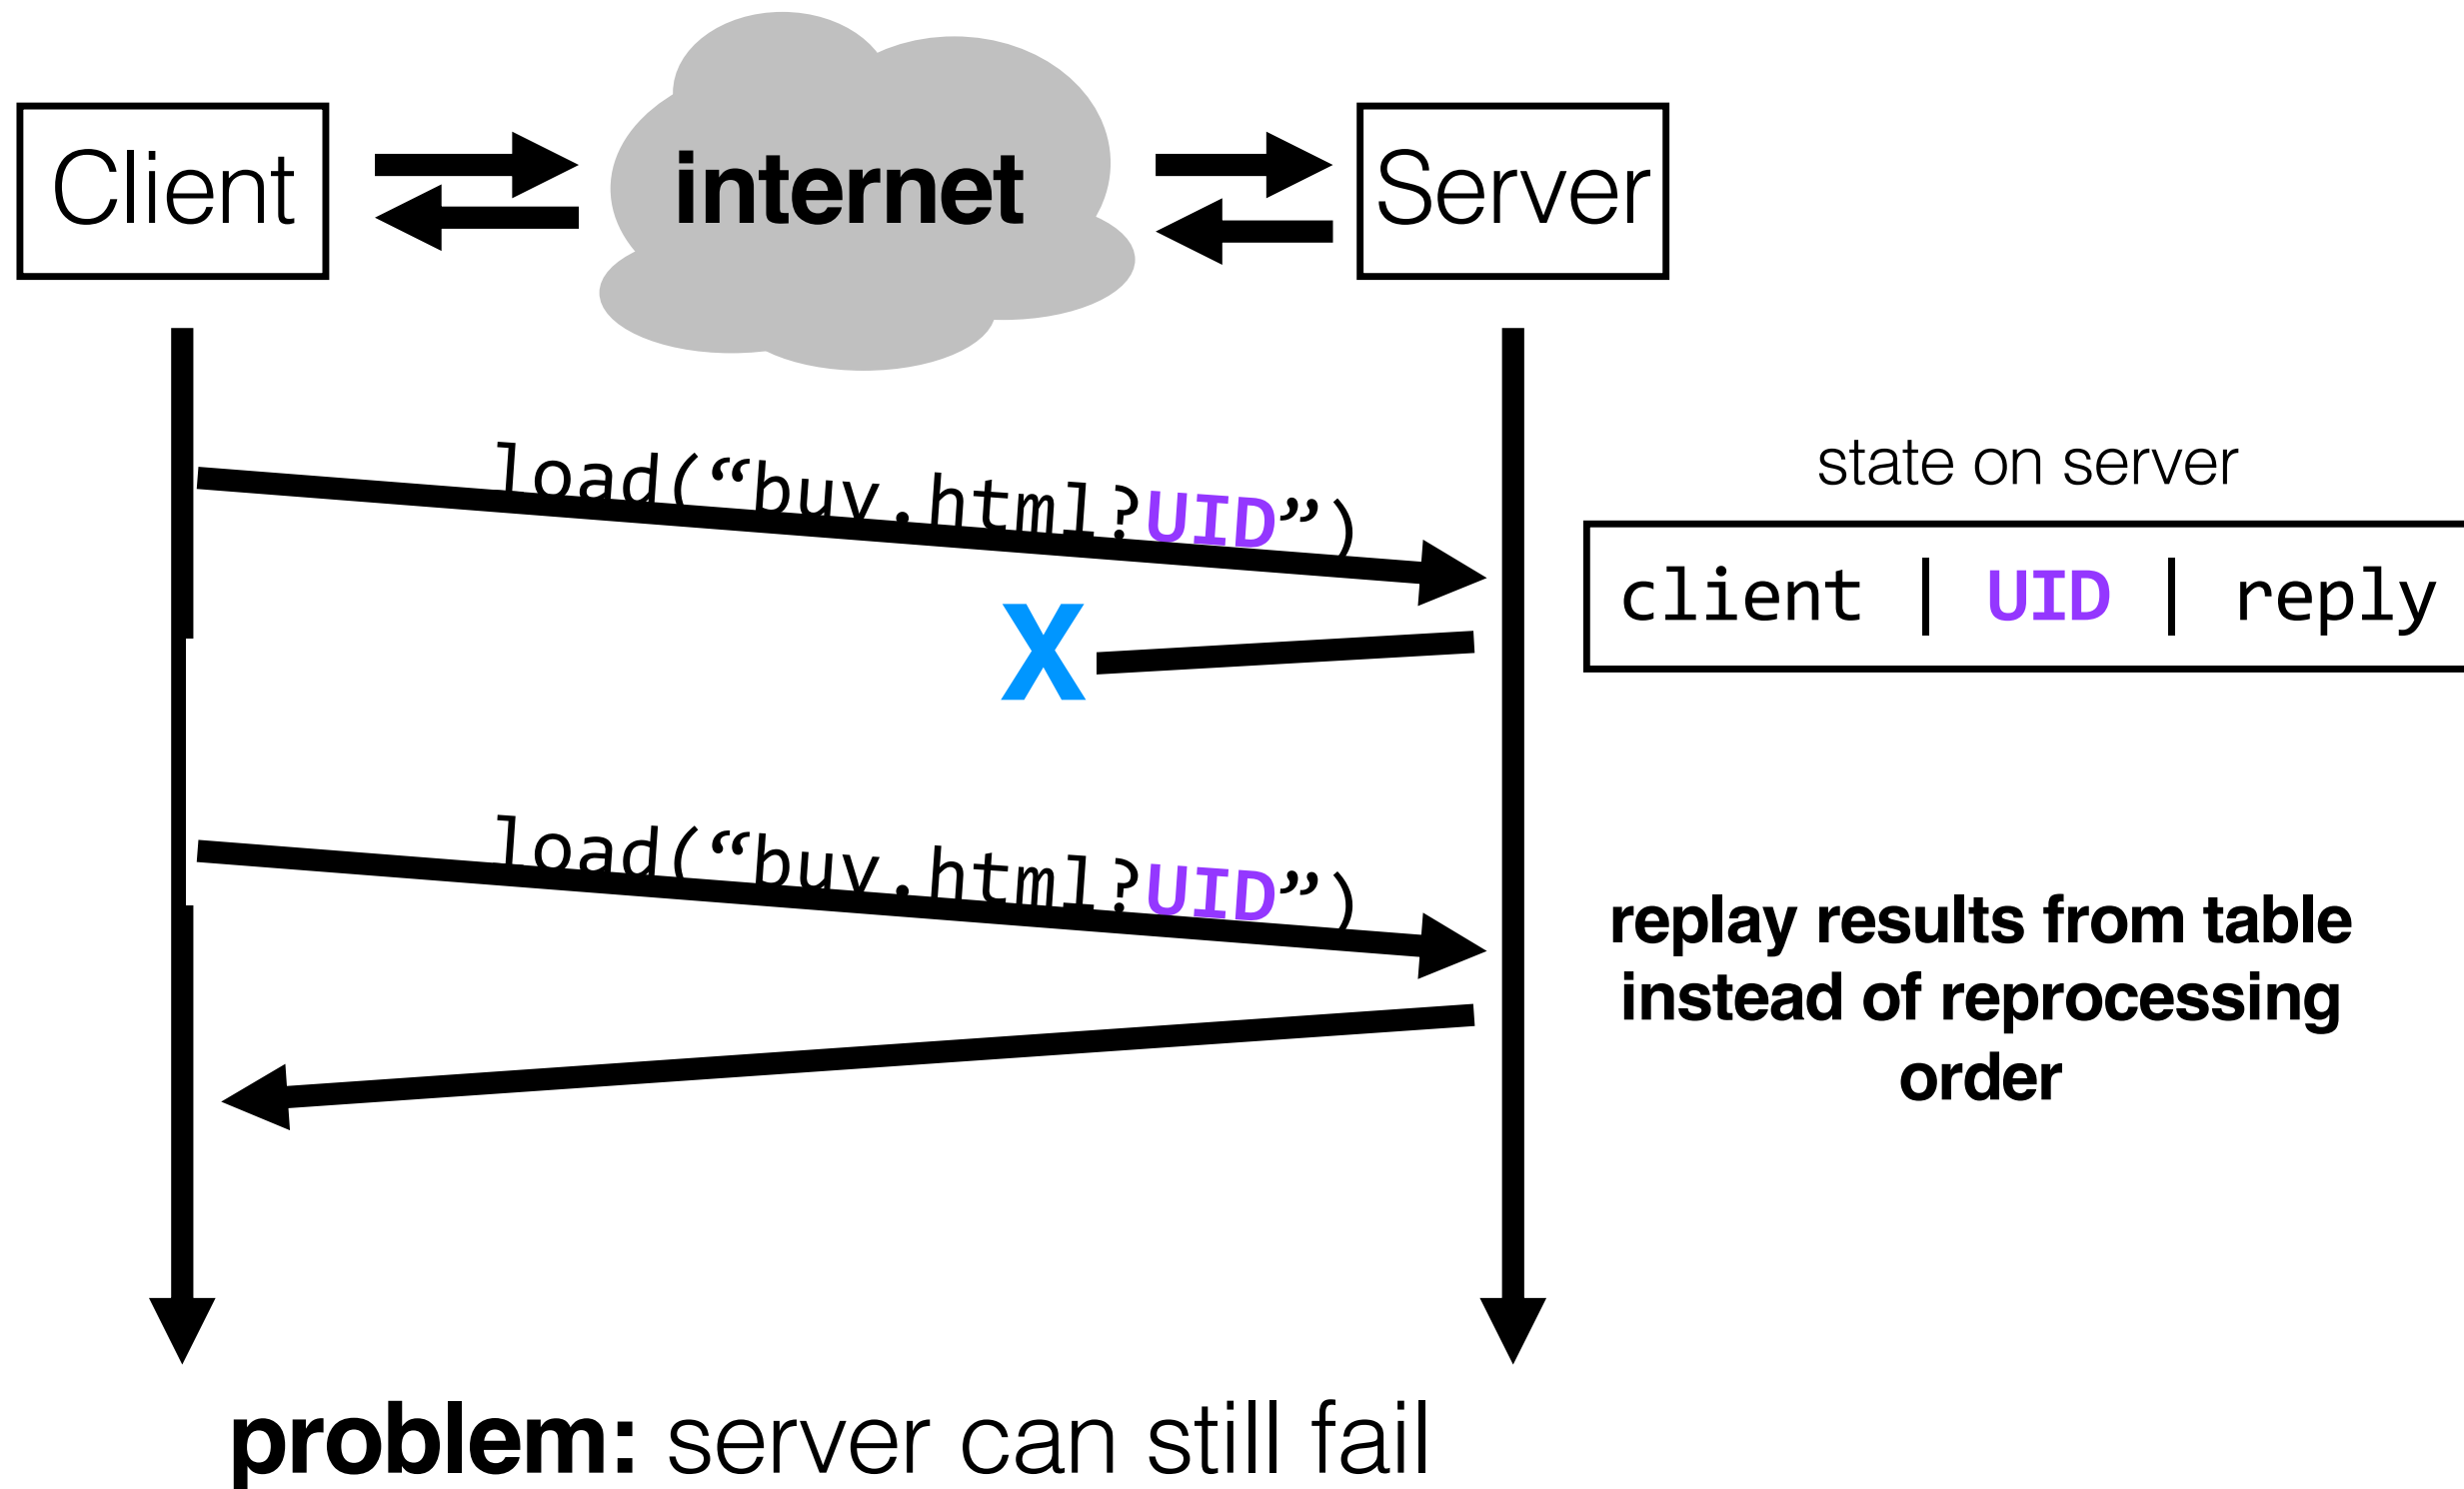 Client
internet
Server
load(“buy.html?UID”)
state on server
client | UID | reply
X
load(“buy.html?UID”)
replay results from table
instead of reprocessing
order
problem: server can still fail